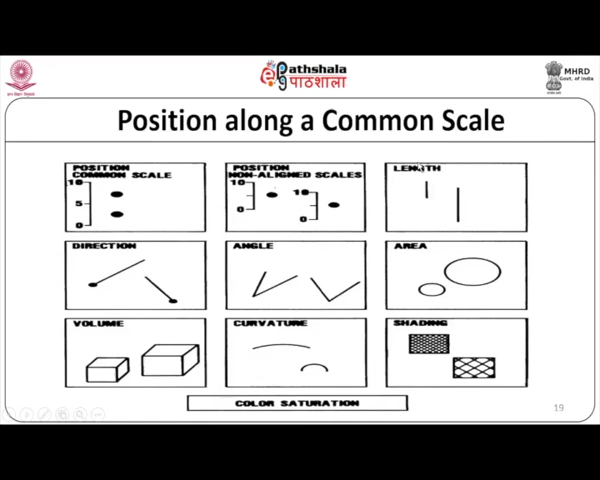 ePathshala
पाठशाला
MHRD
Govt. of India
Position along a Common Scale
POSITION
COMMON SCALE
10
5
0
POSITION
NON-ALIGNED SCALES
10
0
10
0
LENGTH
DIRECTION
ANGLE
AREA
VOLUME
CURVATURE
SHADING
COLOR SATURATION
19